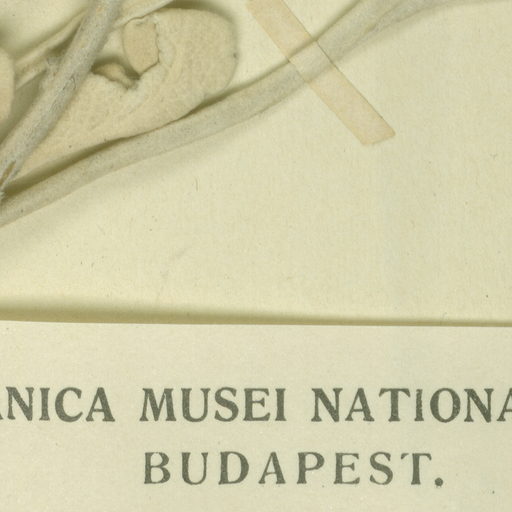 ANICA MUSEI NATIONA
BUDAPEST.